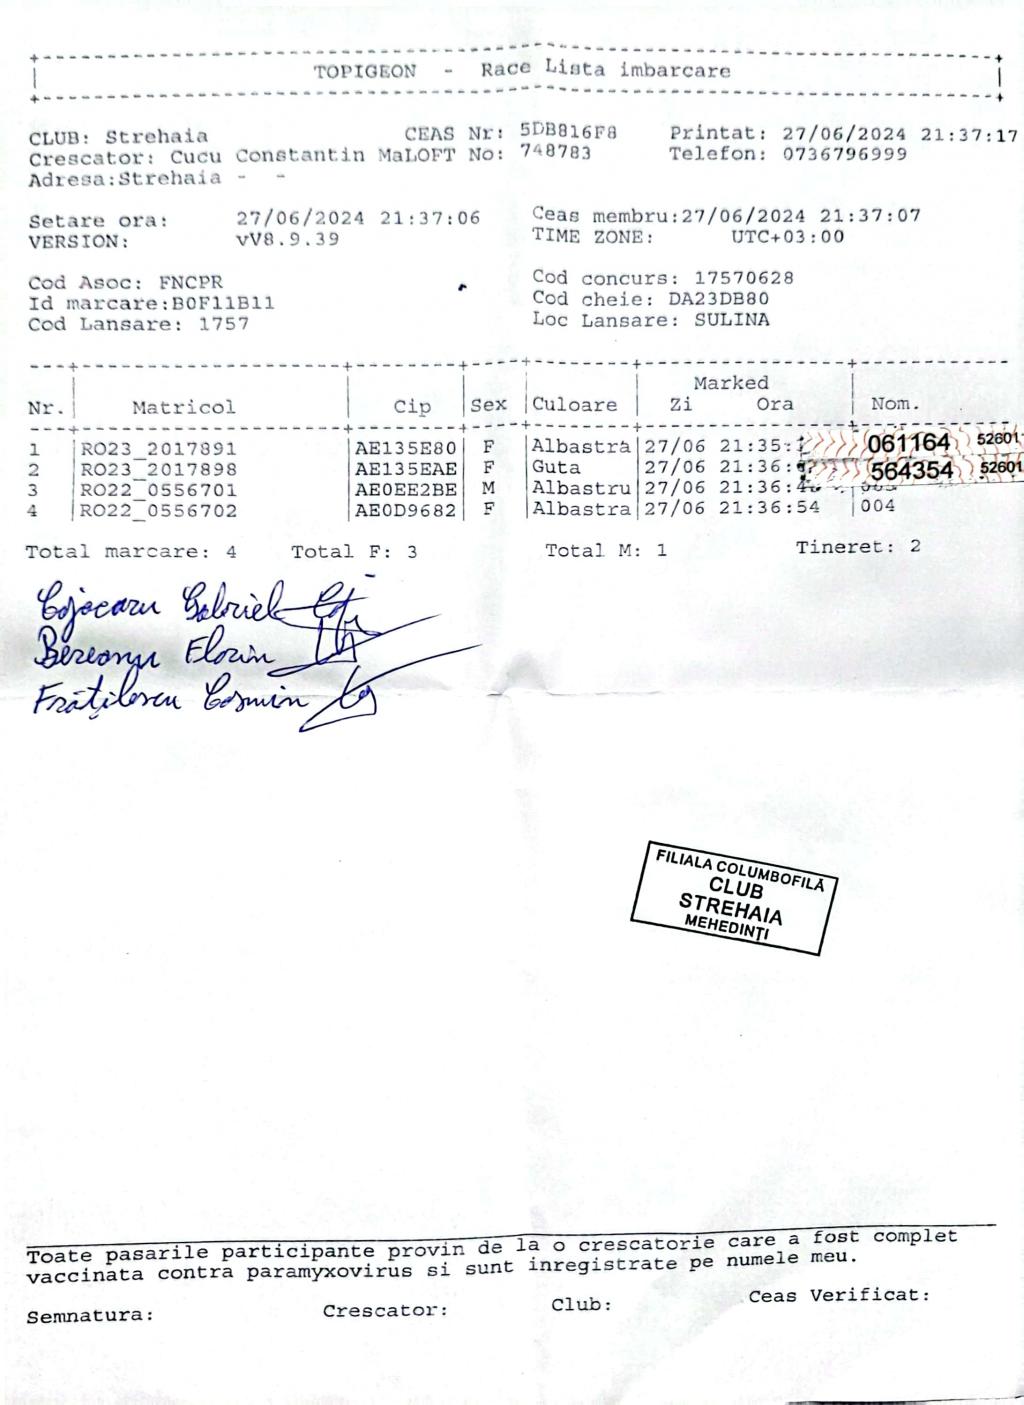 TOPIGEON - Race Lista imbarcare
CLUB: Strehaia CEAS Nr: 5DB816F8 Printat: 27/06/2024 21:37:17
Crescator: Cucu Constantin MaLOFT No: 748783 Telefon: 0736796999
Adresa:Strehaia - -
Setare ora: 27/06/2024 21:37:06 Ceas membru:27/06/2024 21:37:07
VERSION: vV8.9.39 TIME ZONE: UTC+03:00
Cod Asoc: FNCPR Cod concurs: 17570628
Id marcare:B0F11B11 Cod cheie: DA23DB80
Cod Lansare: 1757 Loc Lansare: SULINA
Marked
Nr. Matricol Cip Sex Culoare Zi Ora Nom.
1 RO23_2017891 AE135E80 F Albastra 27/06 21:35: 061164 52601
2 RO23_2017898 AE135EAE F Guta 27/06 21:36: 564354 52601
3 RO22_0556701 AE0EE2BE M Albastru 27/06 21:36:
4 RO22_0556702 AE0D9682 F Albastra 27/06 21:36:54 004
Total marcare: 4 Total F: 3 Total M: 1 Tineret: 2
Cojocaru Gabriel
Florin
Frățilescu Cosmin
FILIALA COLUMBOFILĂ
CLUB
STREHAIA
MEHEDINȚI
Toate pasarile participante provin de la o crescatorie care a fost complet
vaccinata contra paramyxovirus si sunt inregistrate pe numele meu.
Semnatura: Crescator: Club: Ceas Verificat: